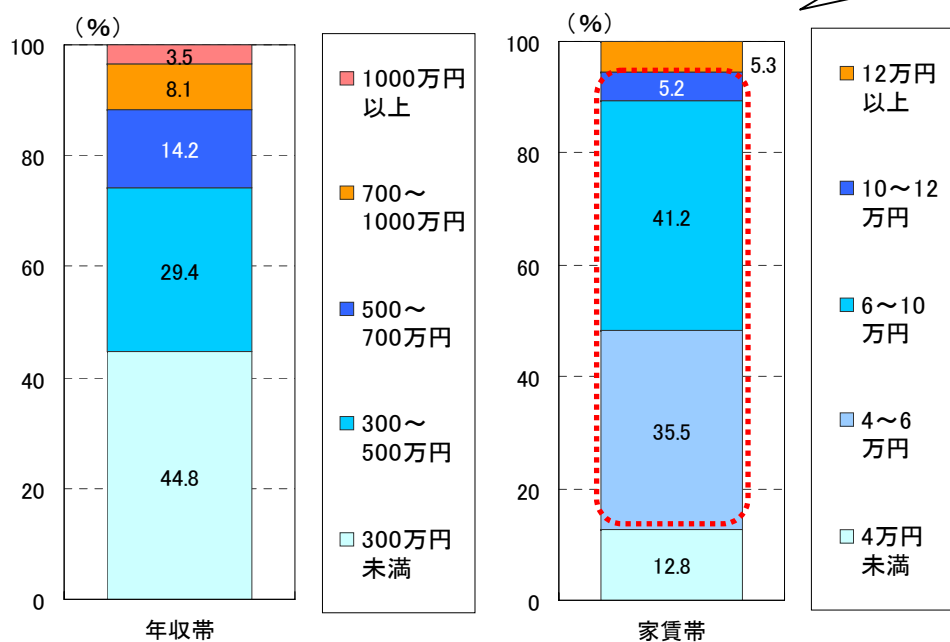 (%)
100
80
60
40
20
0
3.5
8.1
14.2
29.4
44.8
年収帯
1000万円
以上
700～
1000万円
500～
700万円
300～
500万円
300万円
未満
(%)
100
80
60
40
20
0
5.3
5.2
41.2
35.5
12.8
家賃帯
12万円
以上
10～12
万円
6～10
万円
4～6
万円
4万円
未満